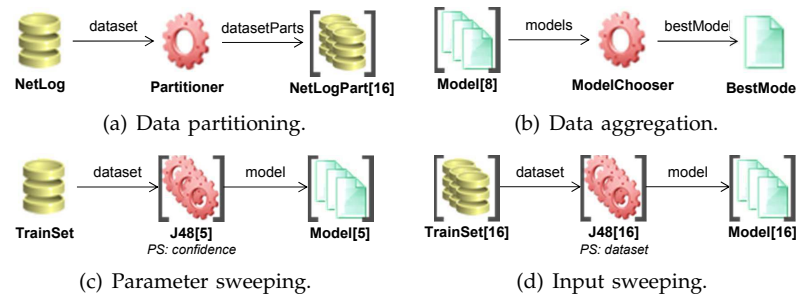 dataset
datasetParts
NetLog
Partitioner
NetLogPart[16]
(a) Data partitioning.
models
bestModel
Model[8]
ModelChooser
BestMode
(b) Data aggregation.
dataset
model
TrainSet
J48[5]
PS: confidence
Model[5]
(c) Parameter sweeping.
dataset
model
TrainSet[16]
J48[16]
PS: dataset
Model[16]
(d) Input sweeping.